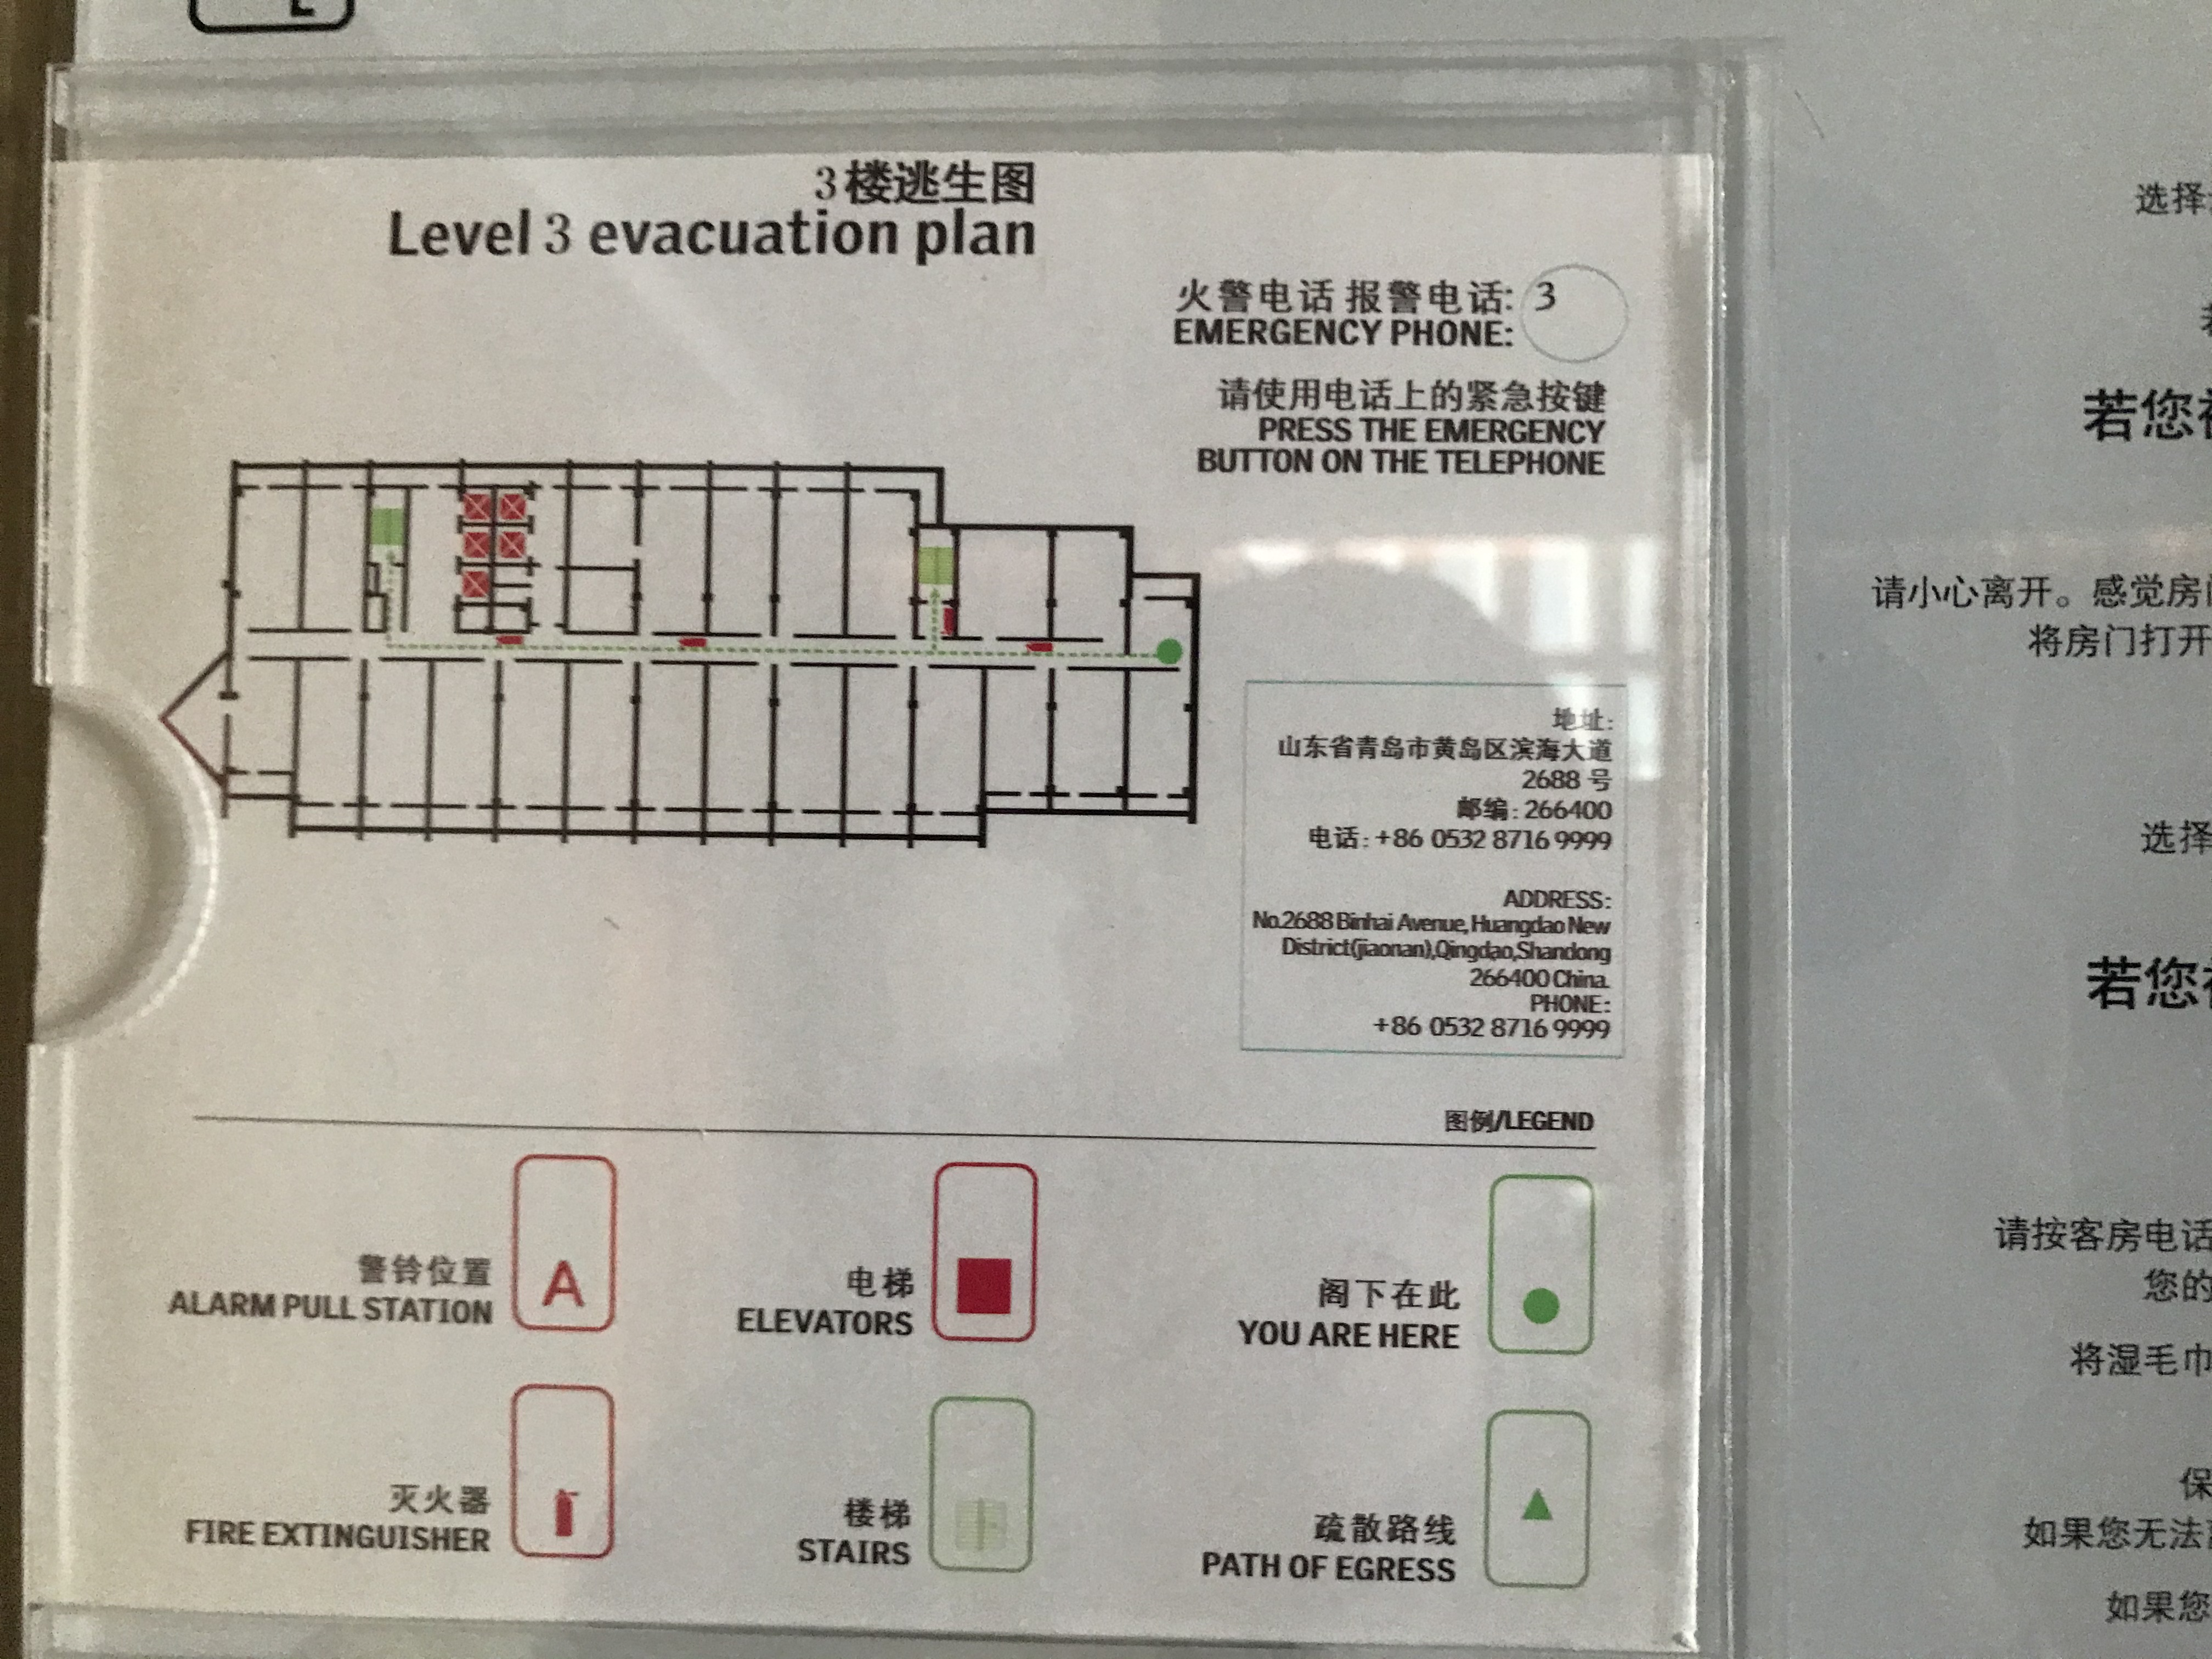 3楼逃生图
Level 3 evacuation plan
火警电话 报警电话: 3
EMERGENCY PHONE:
请使用电话上的紧急按键
PRESS THE EMERGENCY
BUTTON ON THE TELEPHONE
地址:
山东省青岛市黄岛区滨海大道
2688 号
邮编: 266400
电话: +86 0532 8716 9999
ADDRESS:
No.2688 Binhai Avenue, Huangdao New
District(jiaonan),Qingdao,Shandong
266400 China.
PHONE:
+86 0532 8716 9999
图例/LEGEND
警铃位置
ALARM PULL STATION
A
电梯
ELEVATORS
阁下在此
YOU ARE HERE
灭火器
FIRE EXTINGUISHER
楼梯
STAIRS
疏散路线
PATH OF EGRESS
选择
若您
请小心离开。感觉房
将房门打开
选择
若您
请按客房电话
您的
将湿毛巾
保
如果您无法
如果您